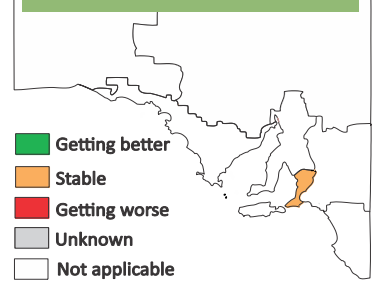 Getting better
Stable
Getting worse
Unknown
Not applicable